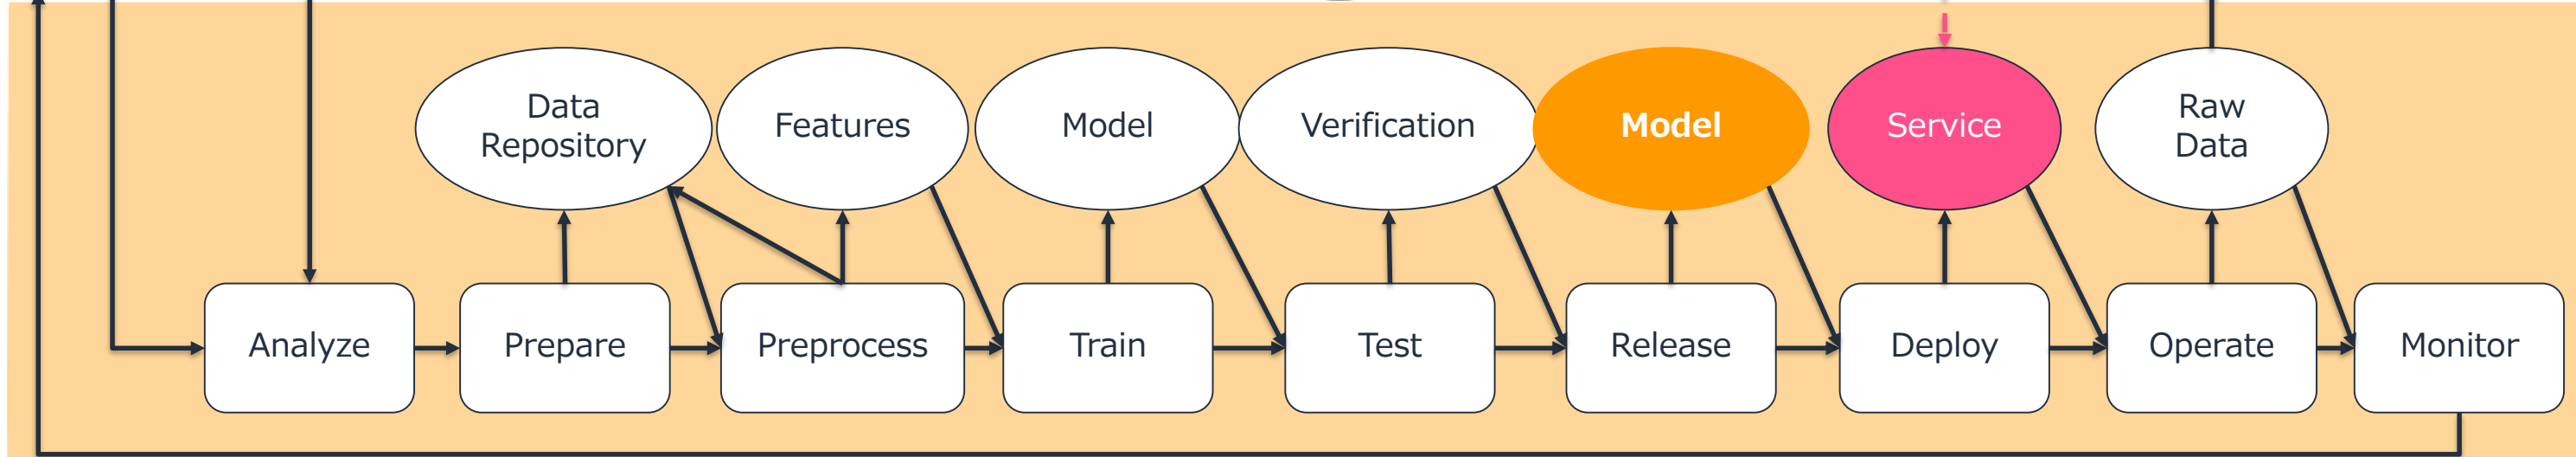 Data
Repository
Features
Model
Verification
Model
Service
Raw
Data
Analyze
Prepare
Preprocess
Train
Test
Release
Deploy
Operate
Monitor